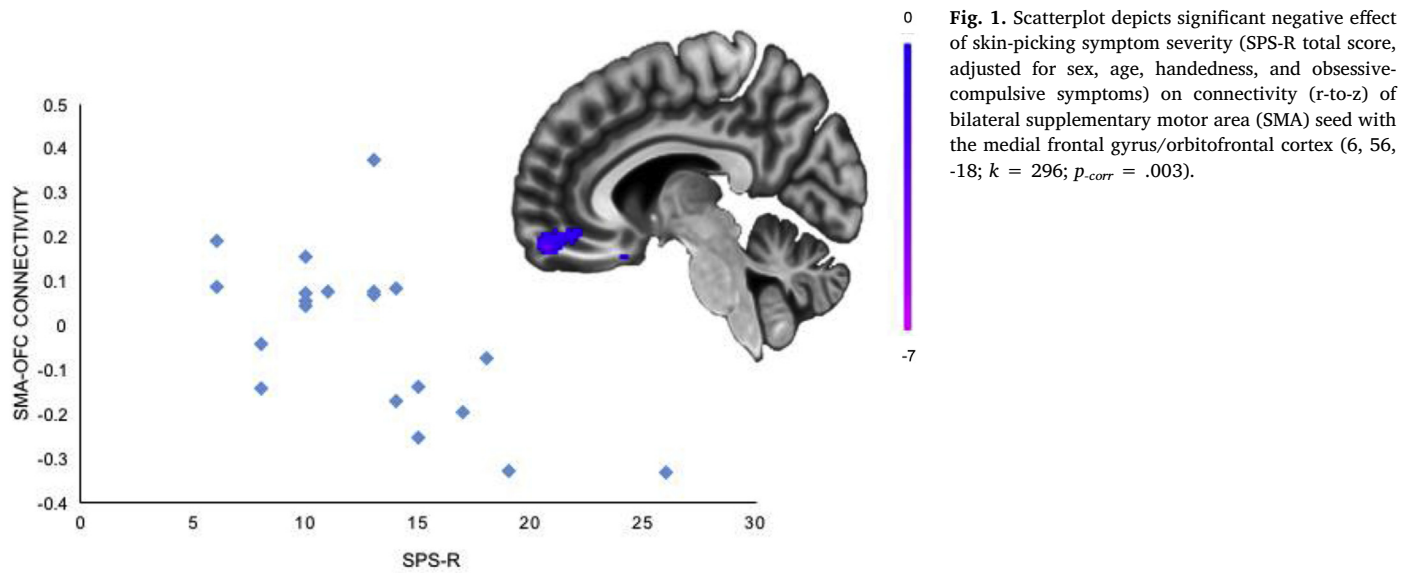 0
Fig. 1. Scatterplot depicts significant negative effect
of skin-picking symptom severity (SPS-R total score,
adjusted for sex, age, handedness, and obsessive-
compulsive symptoms) on connectivity (r-to-z) of
bilateral supplementary motor area (SMA) seed with
the medial frontal gyrus/orbitofrontal cortex (6, 56,
-18; k = 296; p-corr = .003).
-7
SMA-OFC CONNECTIVITY
0.5
0.4
0.3
0.2
0.1
0
-0.1
-0.2
-0.3
-0.4
0 5 10 15 20 25 30
SPS-R